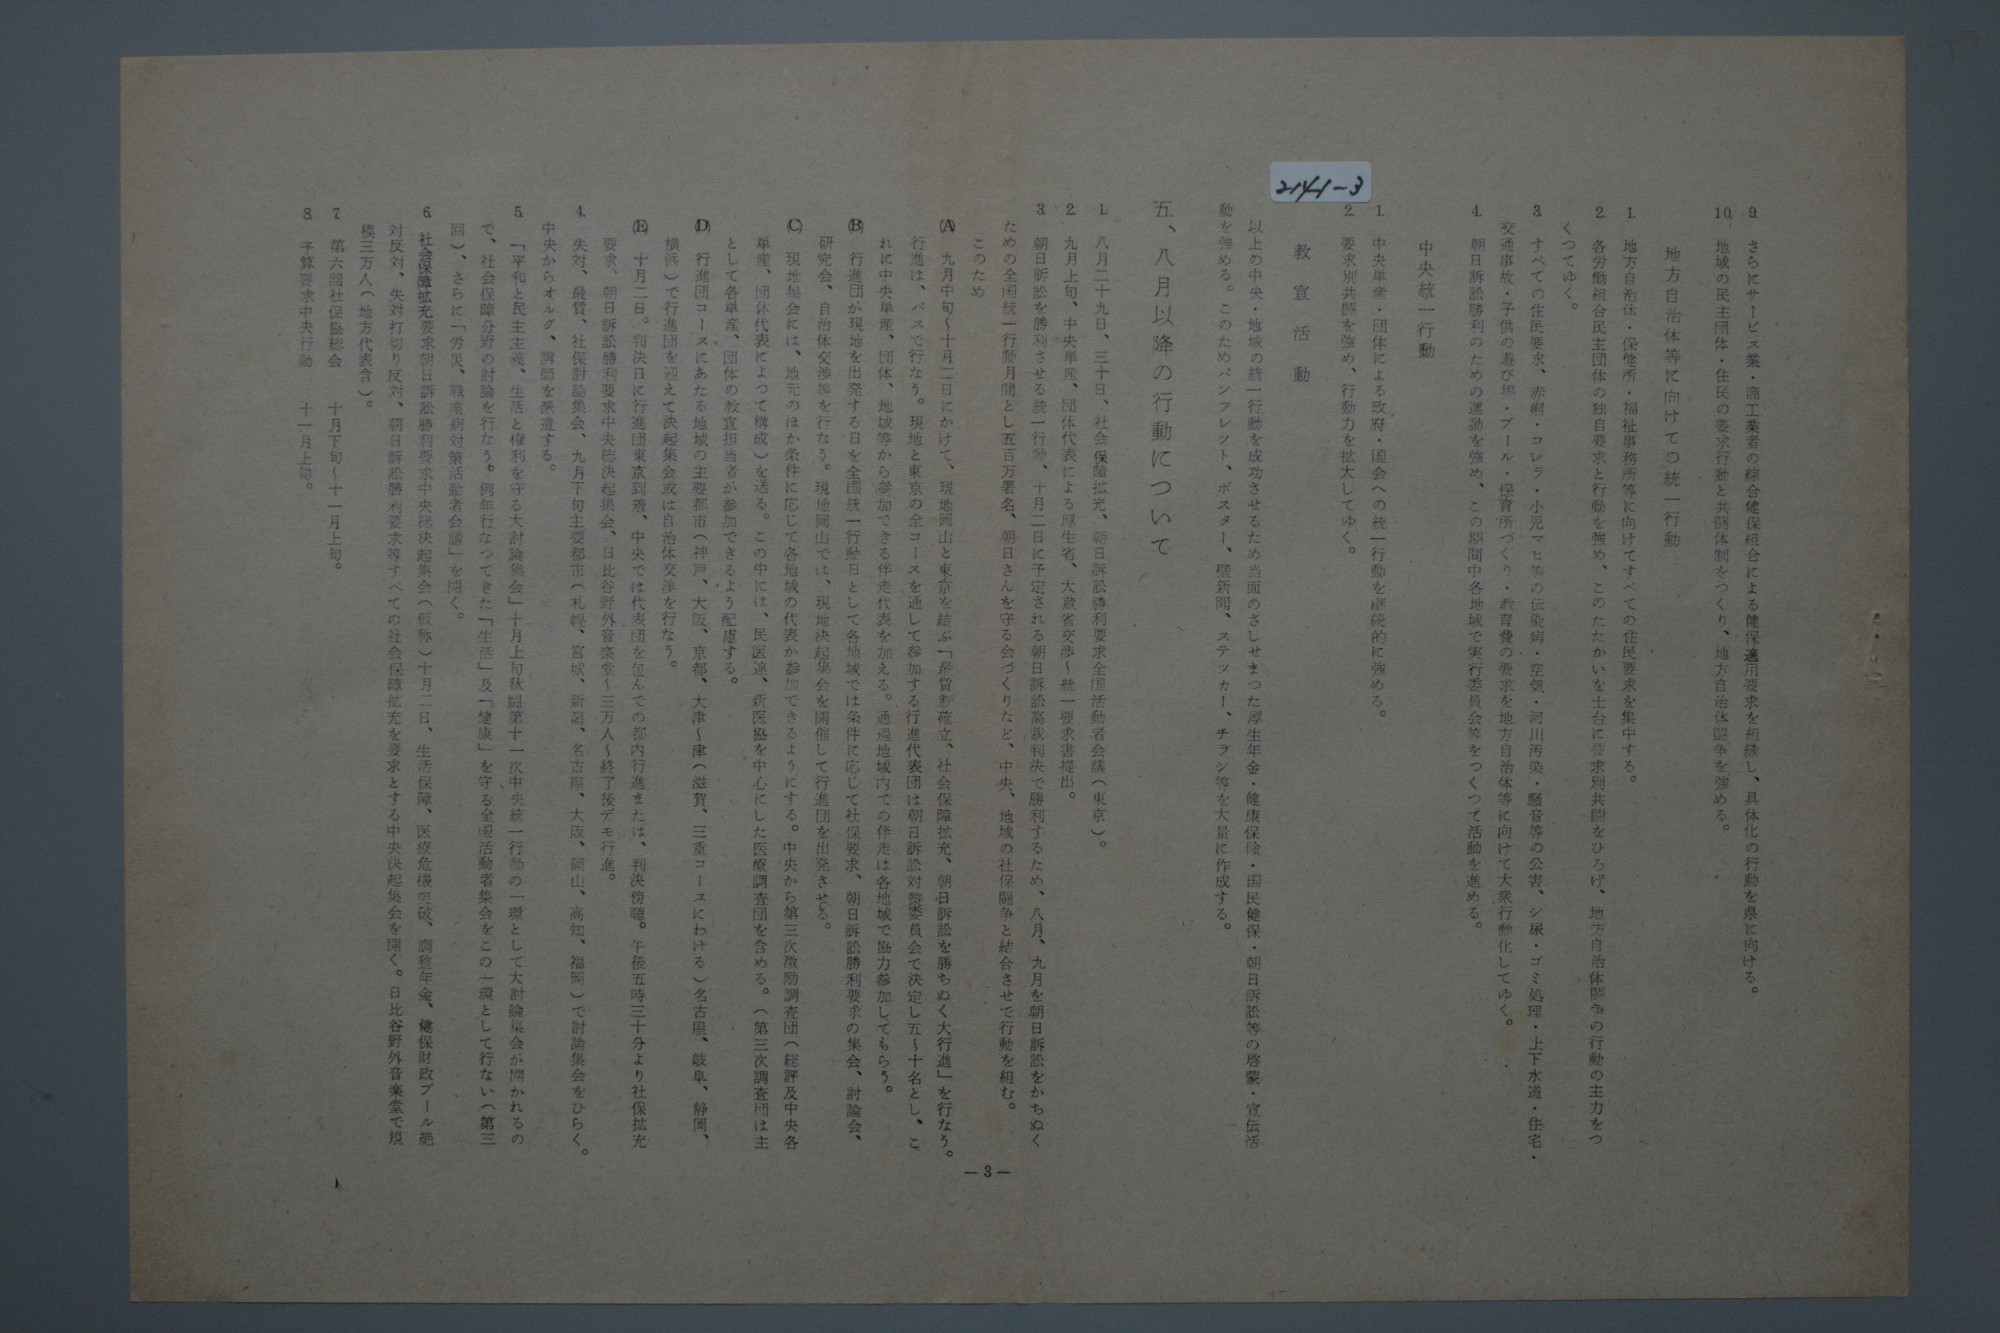 2141-3
9. さらにサービス業・商工業者の綜合健保組合による健保適用要求を組織し、具体化の行動を県に向ける。
10. 地域の民主団体・住民の要求行動と共闘体制をつくり、地方自治体闘争を強める。
地方自治体等に向けての統一行動
1. 地方自治体・保健所・福祉事務所等に向けてすべての住民要求を集中する。
2. 各労働組合民主団体の独自要求と行動を強め、このたたかいを土台に要求別共闘をひろげ、地方自治体闘争の行動の主力をつ
くつてゆく。
3. すべての住民要求、赤痢・コレラ・小児マヒ等の伝染病・空気・河川汚染・騒音等の公害、シ尿・ゴミ処理・上下水道・住宅・
交通事故・子供の遊び場・プール・保育所づくり・教育費の要求を地方自治体等に向けて大衆行動化してゆく。
4. 朝日訴訟勝利のための運動を強め、この期間中各地域で実行委員会等をつくつて活動を進める。
中央統一行動
1. 中央単産・団体による政府・国会への統一行動を継続的に強める。
2. 要求別共闘を強め、行動力を拡大してゆく。
教宣活動
以上の中央・地域の統一行動を成功させるため当面のさしせまつた厚生年金・健康保険・国民健保・朝日訴訟等の啓蒙・宣伝活
動を強める。このためパンフレツト、ポスター、壁新聞、ステツカー、チラシ等を大量に作成する。
五、八月以降の行動について
1. 八月二十九日、三十日、社会保障拡充、朝日訴訟勝利要求全国活動者会議（東京）。
2. 九月上旬、中央単産、団体代表による厚生省、大蔵省交渉～統一要求書提出。
3. 朝日訴訟を勝利させる統一行動、十月二日に予定される朝日訴訟高裁判決で勝利するため、八月、九月を朝日訴訟をかちぬく
ための全国統一行動月間とし五百万署名、朝日さんを守る会づくりなど、中央、地域の社保闘争と結合させて行動を組む。
このため
(A) 九月中旬～十月二日にかけて、現地岡山と東京を結ぶ「最賃制確立、社会保障拡充、朝日訴訟を勝ちぬく大行進」を行なう。
行進は、バスで行なう。現地と東京の全コースを通して参加する行進代表団は朝日訴訟対策委員会で決定し五～十名とし、こ
れに中央単産、団体、地域等から参加できる伴走代表を加える。通過地域内での伴走は各地域で協力参加してもらう。
(B) 行進団が現地を出発する日を全国統一行動日として各地域では条件に応じて社保要求、朝日訴訟勝利要求の集会、討論会、
研究会、自治体交渉等を行なう。現地岡山では、現地決起集会を開催して行進団を出発させる。
(C) 現地集会には、地元のほか条件に応じて各地域の代表が参加できるようにする。中央から第三次激励調査団（総評及中央各
単産、団体代表によつて構成）を送る。この中には、民医連、新医協を中心にした医療調査団を含める。（第三次調査団は主
として各単産、団体の教宣担当者が参加できるよう配慮する。
(D) 行進団コースにあたる地域の主要都市（神戸、大阪、京都、大津～津（滋賀、三重コースにわける）名古屋、岐阜、静岡、
横浜）で行進団を迎えて決起集会或は自治体交渉を行なう。
(E) 十月二日。判決日に行進団東京到着、中央では代表団を包んでの都内行進または、判決傍聴。午後五時三十分より社保拡充
要求、朝日訴訟勝利要求中央総決起集会、日比谷野外音楽堂～三万人～終了後デモ行進。
4. 失対、最賃、社保討論集会、九月下旬主要都市（札幌、宮城、新潟、名古屋、大阪、岡山、高知、福岡）で討論集会をひらく。
中央からオルグ、講師を派遣する。
5. 「平和と民主主義、生活と権利を守る大討論集会」十月上旬秋闘第十一次中央統一行動の一環として大討論集会が開かれるの
で、社会保障分野の討論を行なう。例年行なつてきた「生活」及「健康」を守る全国活動者集会をこの一環として行ない（第三
回）、さらに「労災、職業病対策活動者会議」を開く。
6. 社会保障拡充要求朝日訴訟勝利要求中央総決起集会（仮称）十月二日、生活保障、医療危機突破、調整年金、健保財政プール絶
対反対、失対打切り反対、朝日訴訟勝利要求等すべての社会保障拡充を要求とする中央決起集会を開く。日比谷野外音楽堂で規
模三万人（地方代表含）。
7. 第六回社保協総会 十月下旬～十一月上旬。
8. 予算要求中央行動 十一月上旬。
—3—